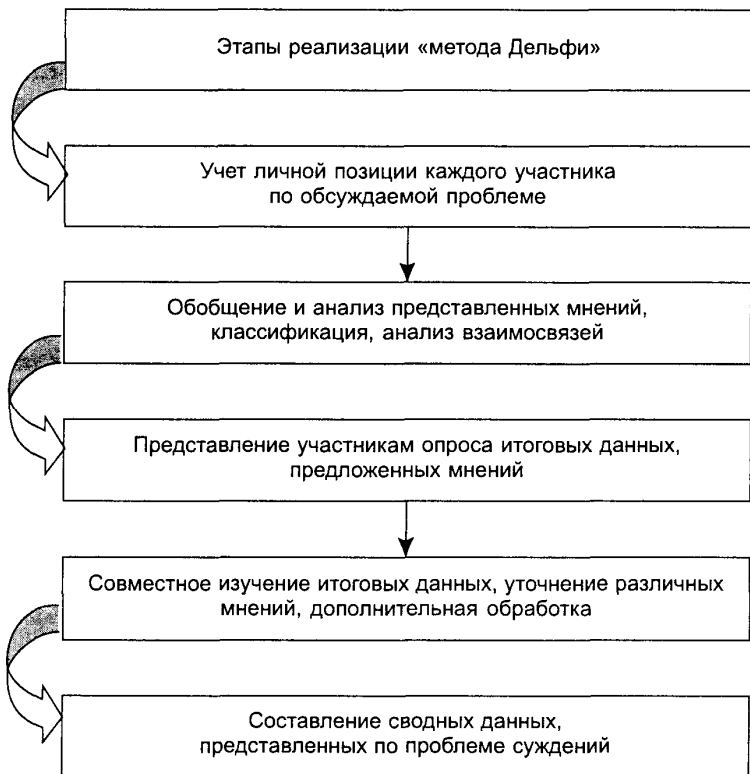 Этапы реализации «метода Дельфи»
Учет личной позиции каждого участника
по обсуждаемой проблеме
Обобщение и анализ представленных мнений,
классификация, анализ взаимосвязей
Представление участникам опроса итоговых данных,
предложенных мнений
Совместное изучение итоговых данных, уточнение различных
мнений, дополнительная обработка
Составление сводных данных,
представленных по проблеме суждений